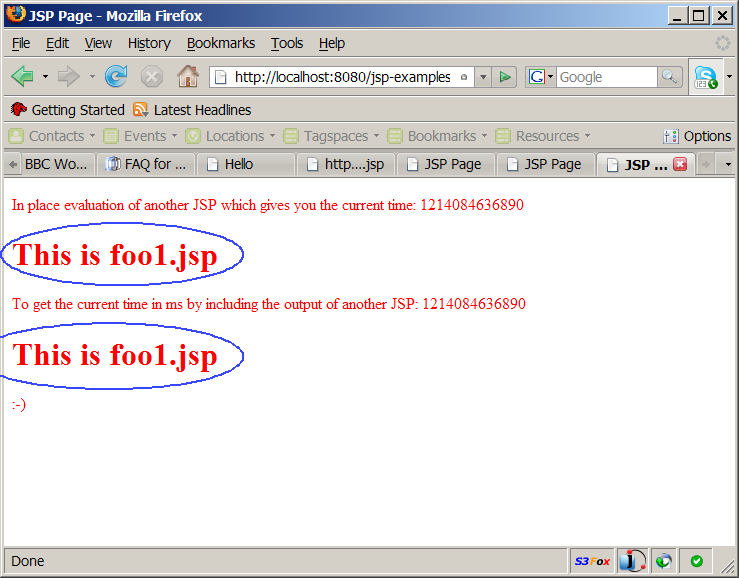 JSP Page - Mozilla Firefox
File Edit View History Bookmarks Tools Help
http://localhost:8080/jsp-examples G Google
Getting Started Latest Headlines
Contacts Events Locations Tagspaces Bookmarks Resources Options
BBC Wo... FAQ for ... Hello http....jsp JSP Page JSP Page JSP ...
In place evaluation of another JSP which gives you the current time: 1214084636890
This is foo1.jsp
To get the current time in ms by including the output of another JSP: 1214084636890
This is foo1.jsp
:-)
Done S3Fox